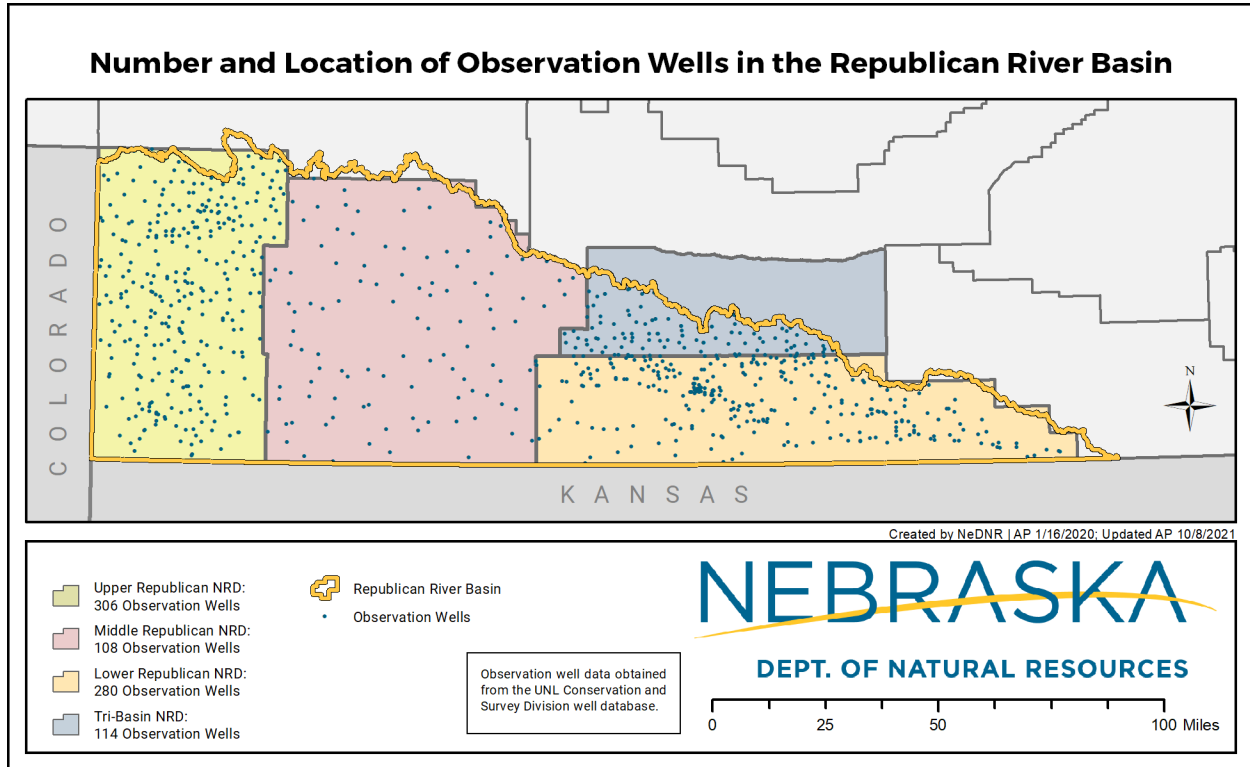 Number and Location of Observation Wells in the Republican River Basin
COLORADO
N
KANSAS
Created by NeDNR | AP 1/16/2020; Updated AP 10/8/2021
Upper Republican NRD:
306 Observation Wells
Middle Republican NRD:
108 Observation Wells
Lower Republican NRD:
280 Observation Wells
Tri-Basin NRD:
114 Observation Wells
Republican River Basin
Observation Wells
Observation well data obtained
from the UNL Conservation and
Survey Division well database.
NEBRASKA
DEPT. OF NATURAL RESOURCES
0 25 50 100 Miles